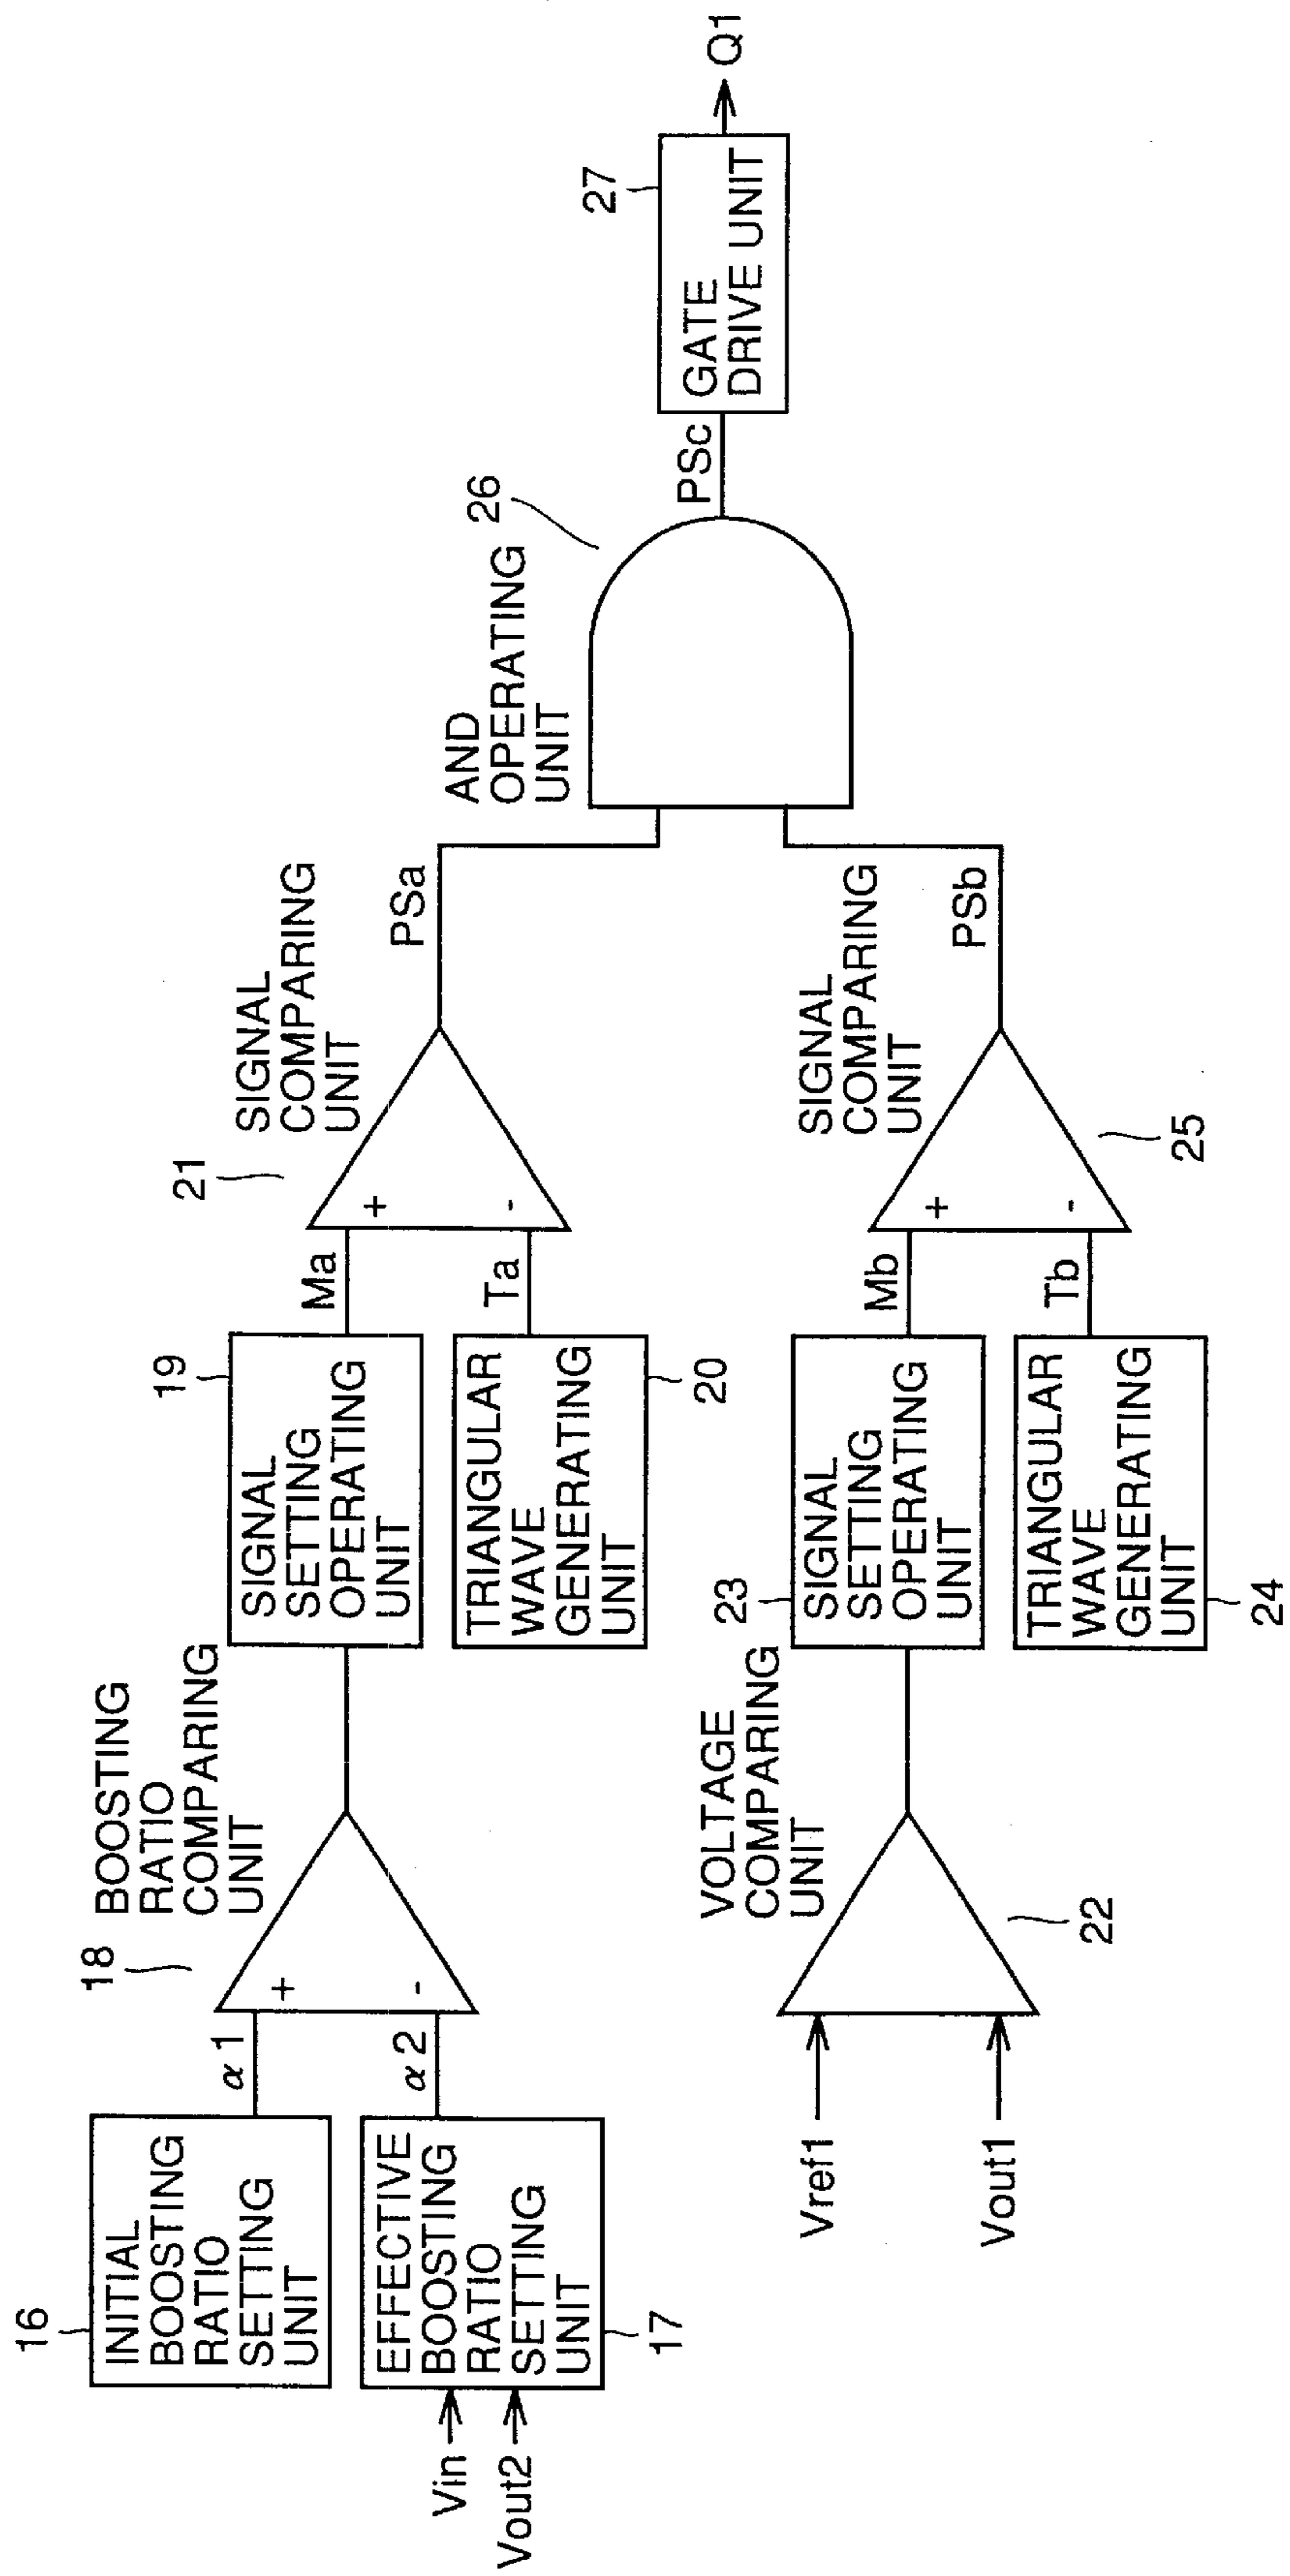 16
INITIAL
BOOSTING
RATIO
SETTING
UNIT
α1
Vin
Vout2
EFFECTIVE
BOOSTING
RATIO
SETTING
UNIT
17
α2
18
BOOSTING
RATIO
COMPARING
UNIT
+
-
19
SIGNAL
SETTING
OPERATING
UNIT
Ma
TRIANGULAR
WAVE
GENERATING
UNIT
20
Ta
21
SIGNAL
COMPARING
UNIT
+
-
PSa
Vref1
Vout1
VOLTAGE
COMPARING
UNIT
22
23
SIGNAL
SETTING
OPERATING
UNIT
Mb
TRIANGULAR
WAVE
GENERATING
UNIT
24
Tb
SIGNAL
COMPARING
UNIT
+
-
25
PSb
AND
OPERATING
UNIT
26
PSc
27
GATE
DRIVE UNIT
Q1